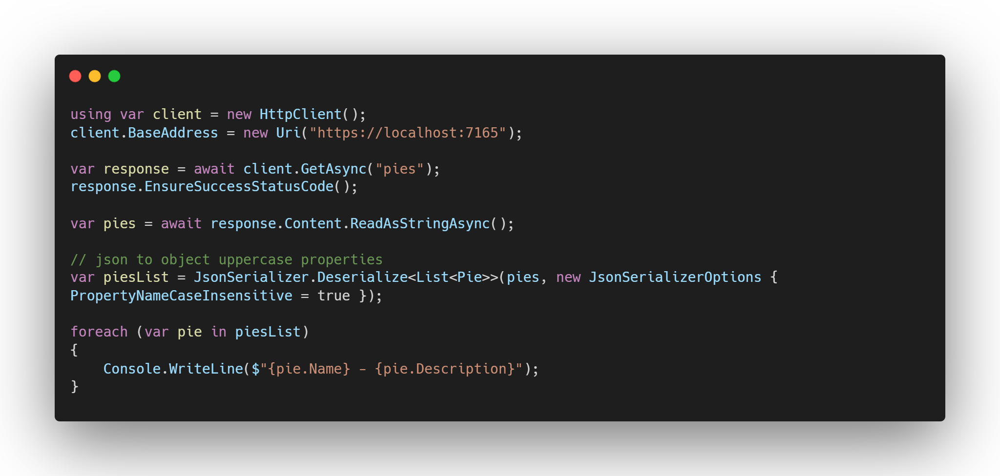 using var client = new HttpClient();
client.BaseAddress = new Uri("https://localhost:7165");
var response = await client.GetAsync("pies");
response.EnsureSuccessStatusCode();
var pies = await response.Content.ReadAsStringAsync();
// json to object uppercase properties
var piesList = JsonSerializer.Deserialize<List<Pie>>(pies, new JsonSerializerOptions {
PropertyNameCaseInsensitive = true });
foreach (var pie in piesList)
{
    Console.WriteLine($"{pie.Name} - {pie.Description}");
}